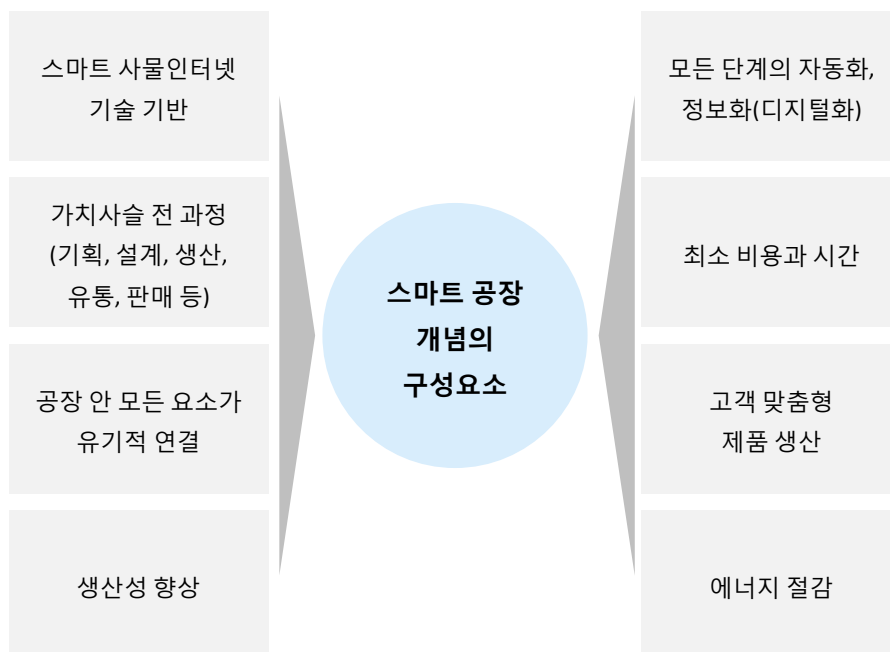 스마트 사물인터넷
기술 기반
가치사슬 전 과정
(기획, 설계, 생산,
유통, 판매 등)
공장 안 모든 요소가
유기적 연결
생산성 향상
스마트 공장
개념의
구성요소
모든 단계의 자동화,
정보화(디지털화)
최소 비용과 시간
고객 맞춤형
제품 생산
에너지 절감